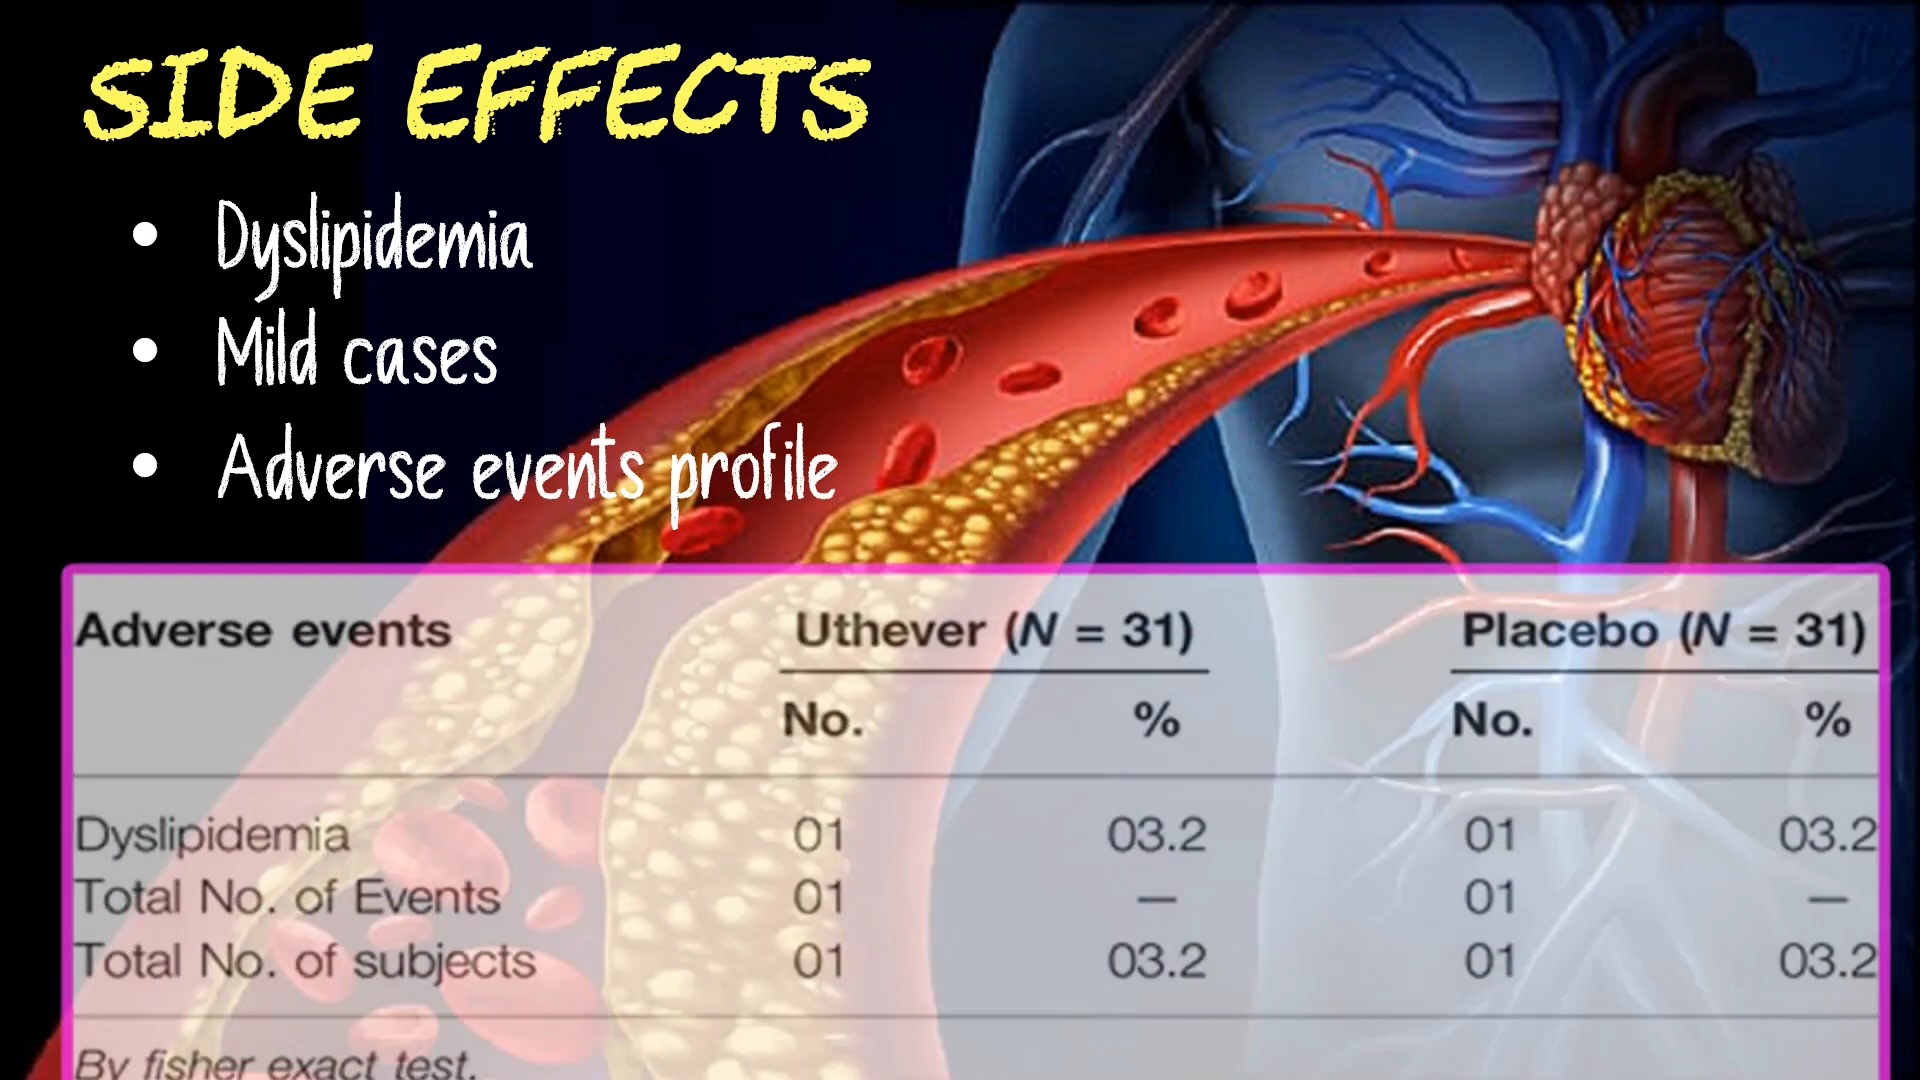 SIDE EFFECTS
• Dyslipidemia
• Mild cases
• Adverse events profile
Adverse events Uthever (N = 31) Placebo (N = 31)
No. % No. %
Dyslipidemia 01 03.2 01 03.2
Total No. of Events 01 — 01 —
Total No. of subjects 01 03.2 01 03.2
By fisher exact test.